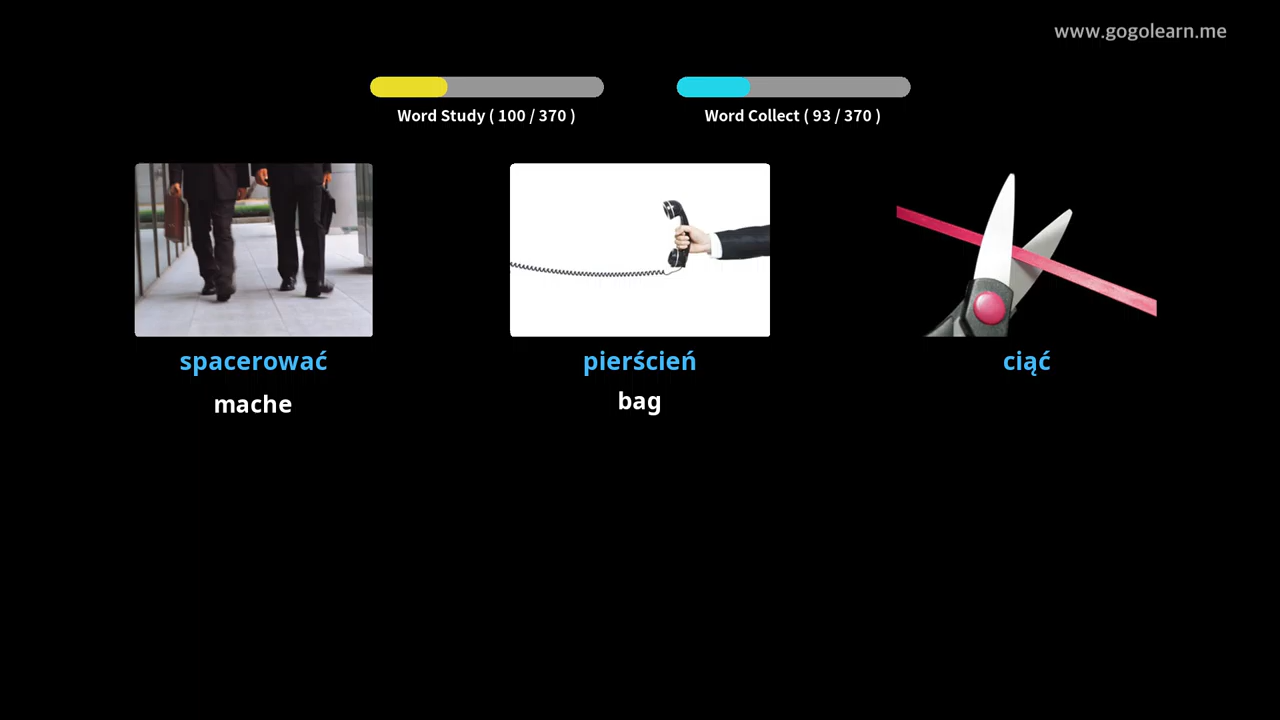 www.gogolearn.me
Word Study ( 100 / 370 )
Word Collect ( 93 / 370 )
spacerować
pierścień
ciąć
mache
bag